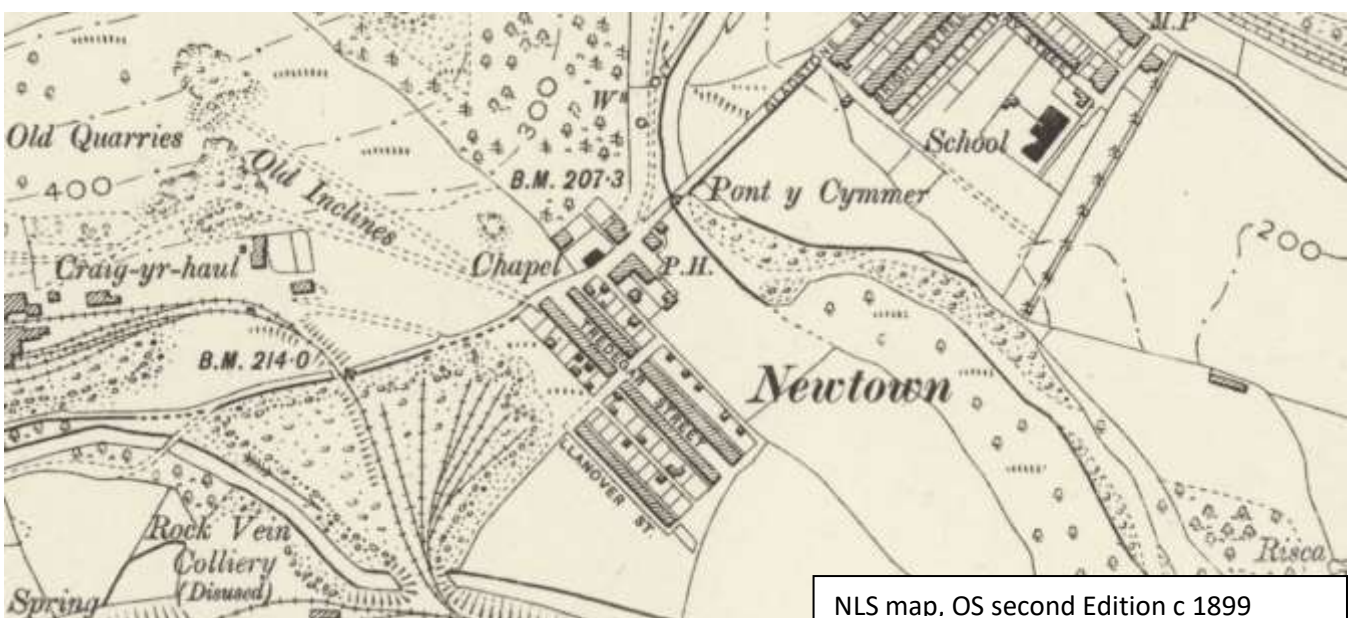 M.P
STREET
Old Quarries
400
Old Inclines
300
W
School
B.M. 207·3
Pont y Cymmer
200
Craig-yr-haul
Chapel
P.H.
B.M. 214·0
TREDEGAR
STREET
Newtown
LLANOVER ST.
Rock Vein
Colliery
(Disused)
Spring
Risca
NLS map, OS second Edition c 1899